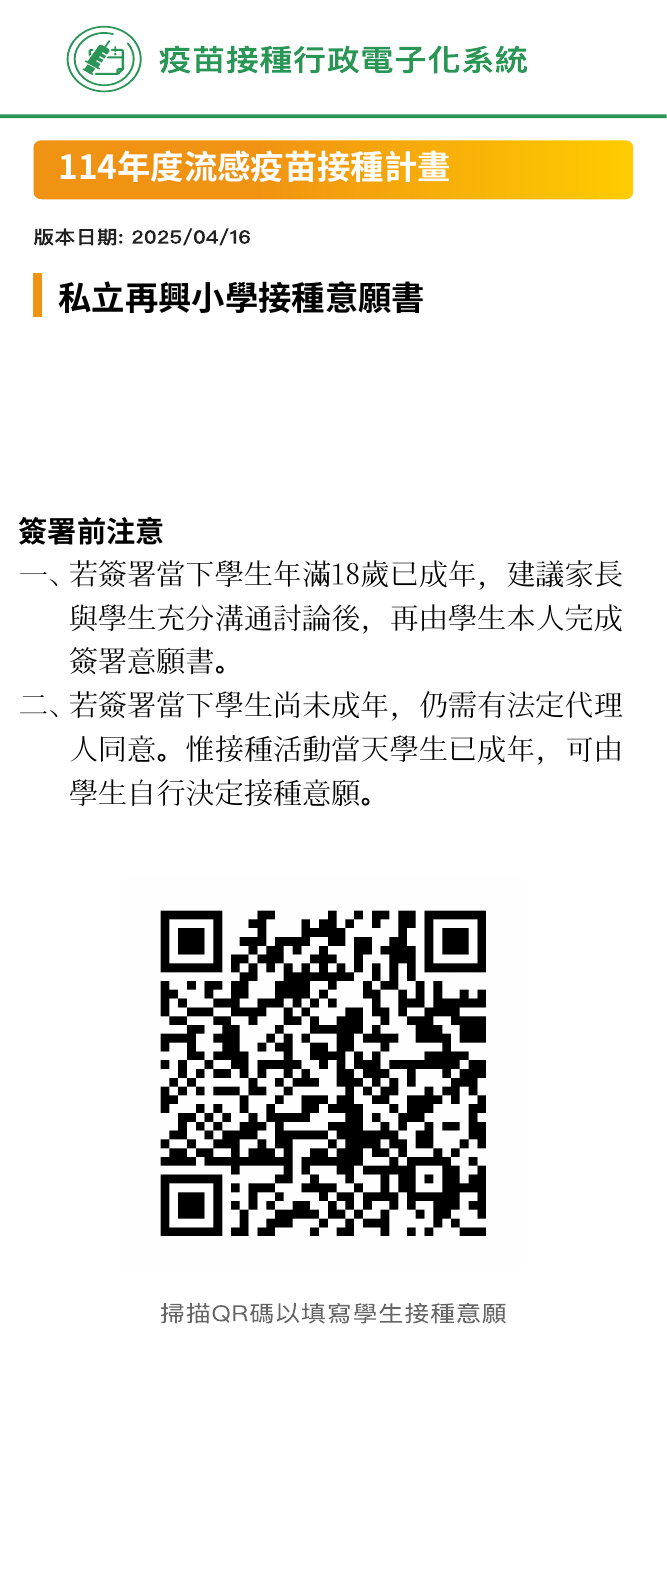 疫苗接種行政電子化系統
114年度流感疫苗接種計畫
版本日期: 2025/04/16
私立再興小學接種意願書
簽署前注意
一、若簽署當下學生年滿18歲已成年，建議家長
與學生充分溝通討論後，再由學生本人完成
簽署意願書。
二、若簽署當下學生尚未成年，仍需有法定代理
人同意。惟接種活動當天學生已成年，可由
學生自行決定接種意願。
掃描QR碼以填寫學生接種意願